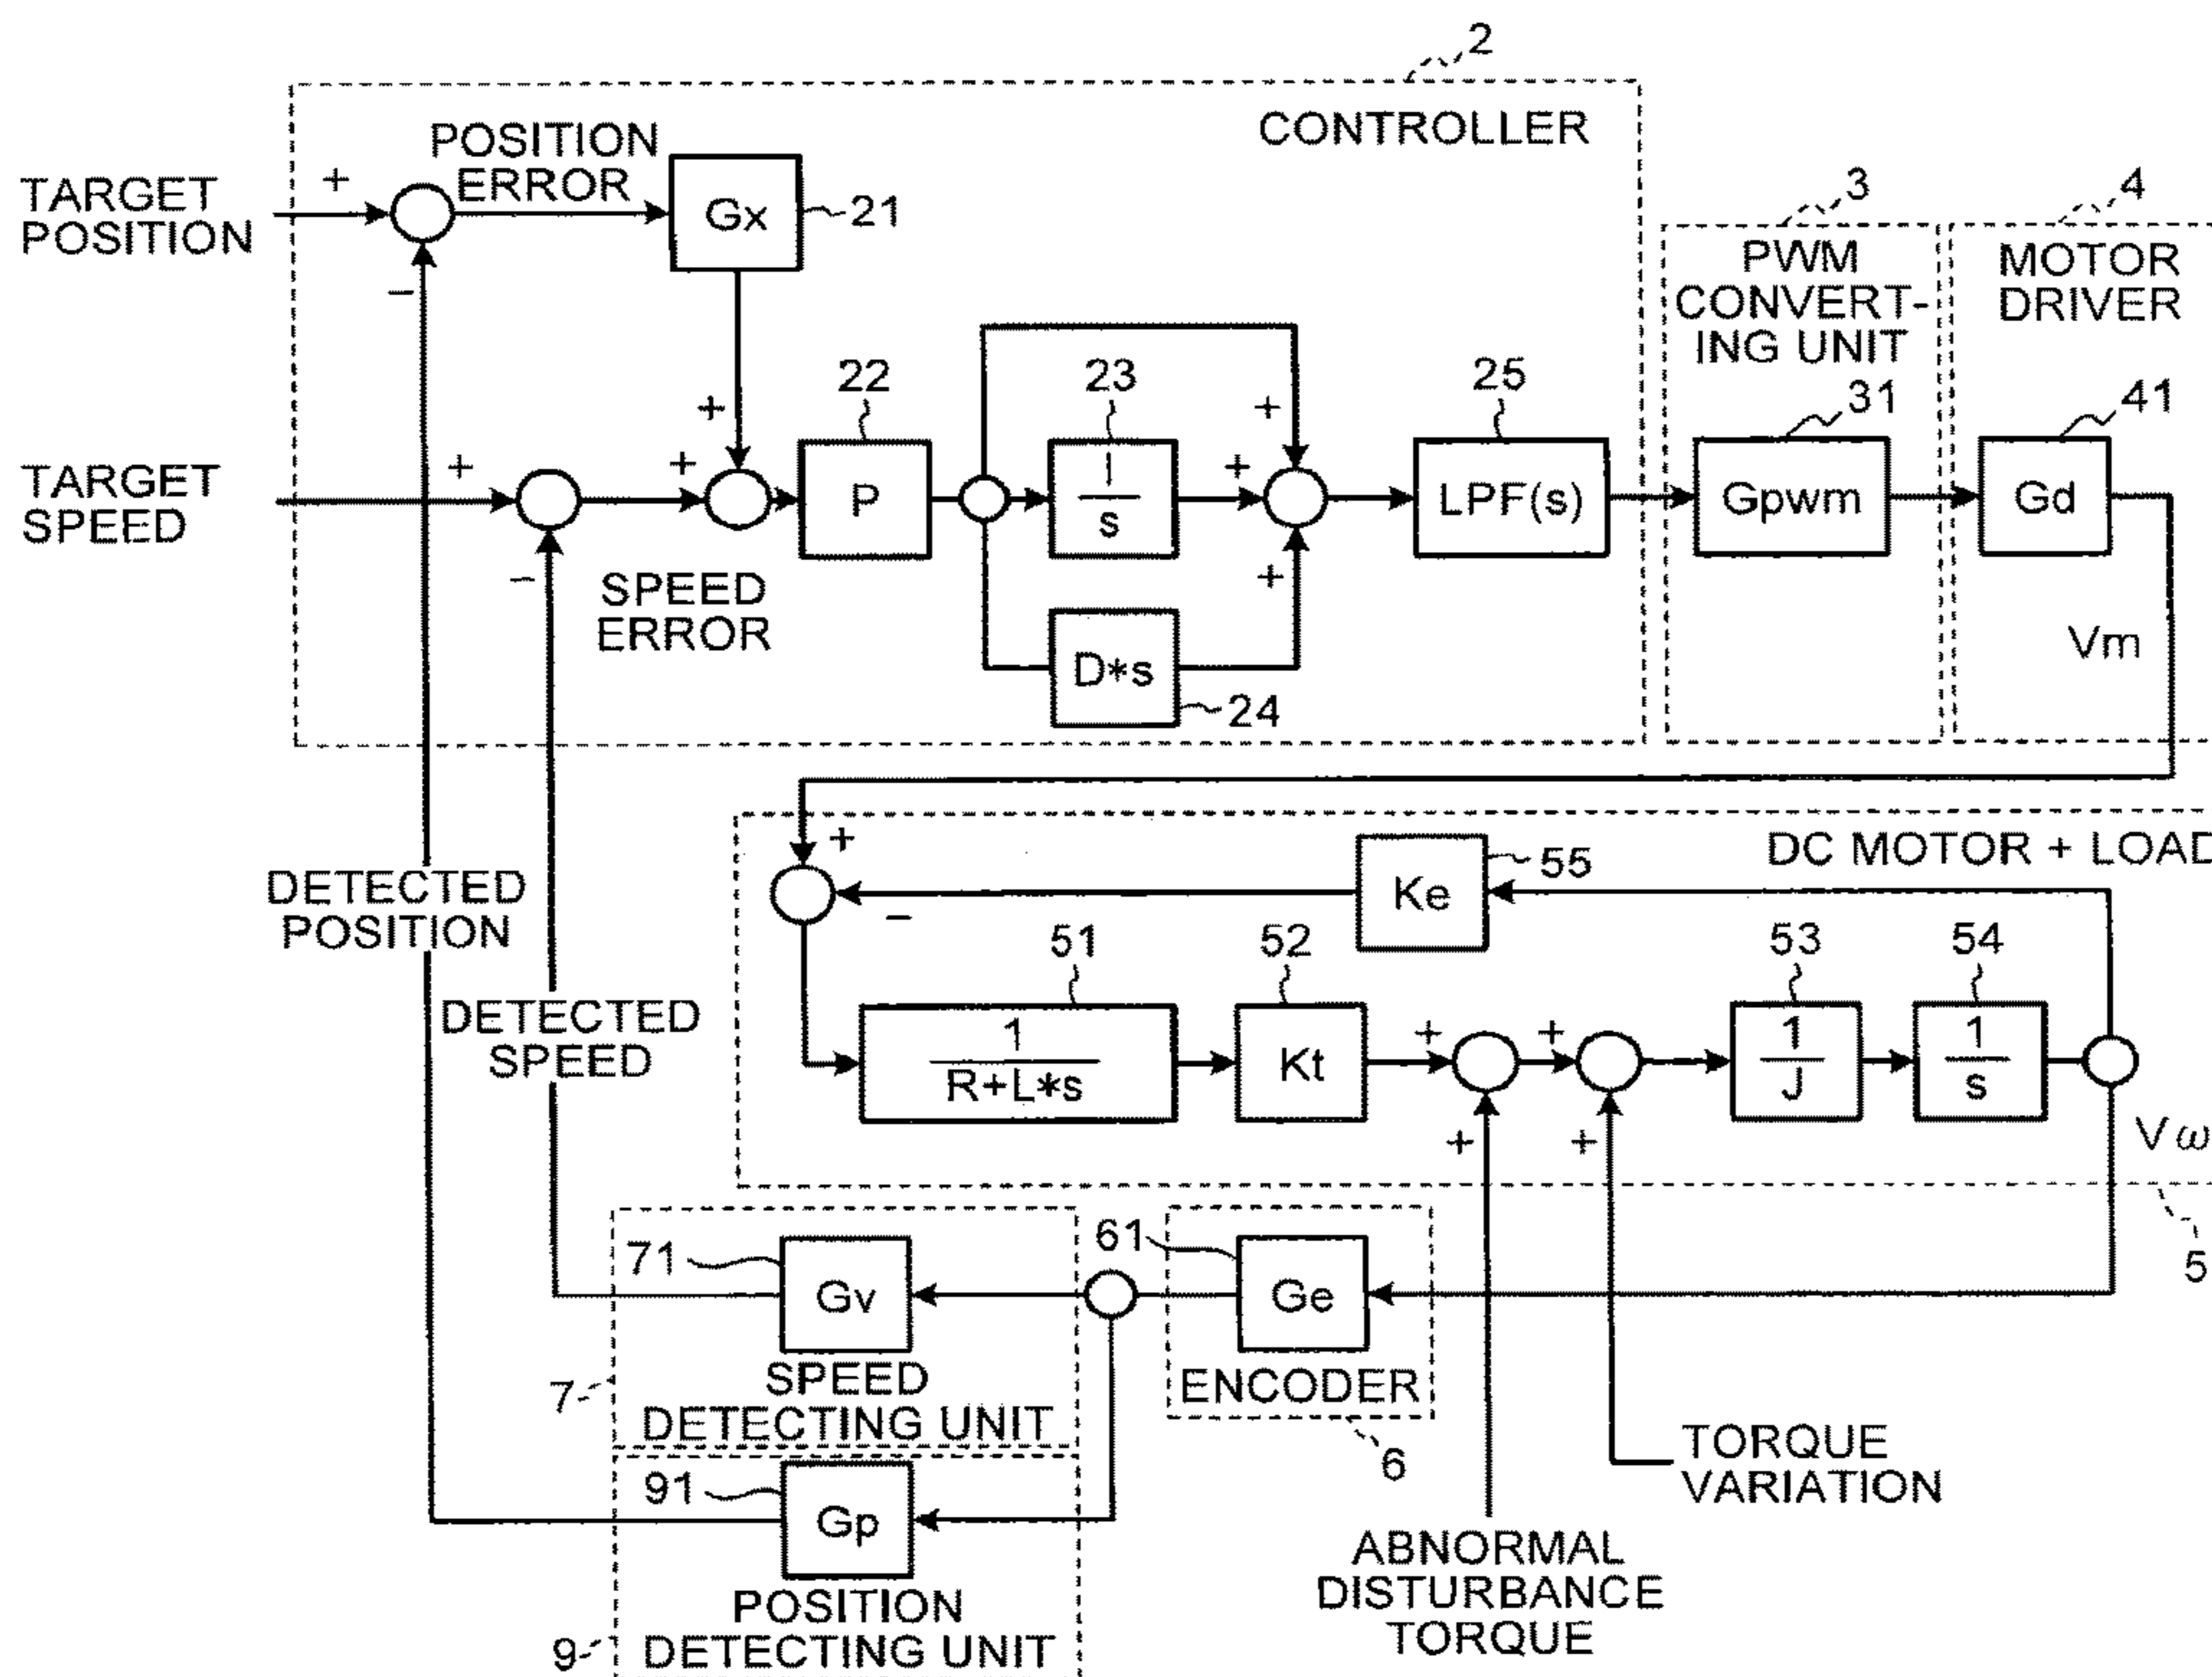 2
CONTROLLER
POSITION
ERROR
TARGET
POSITION
+
−
Gx
21
3
4
PWM
CONVERT-
ING UNIT
MOTOR
DRIVER
TARGET
SPEED
+
−
SPEED
ERROR
+
+
22
P
23
1
s
+
+
+
D*s
24
25
LPF(s)
31
Gpwm
41
Gd
Vm
DC MOTOR + LOAD
+
−
Ke
55
DETECTED
POSITION
DETECTED
SPEED
51
1
R+L*s
52
Kt
+
+
+
+
53
1
J
54
1
s
Vω
5
71
Gv
SPEED
DETECTING UNIT
7
61
Ge
ENCODER
6
91
Gp
POSITION
DETECTING UNIT
9
TORQUE
VARIATION
ABNORMAL
DISTURBANCE
TORQUE